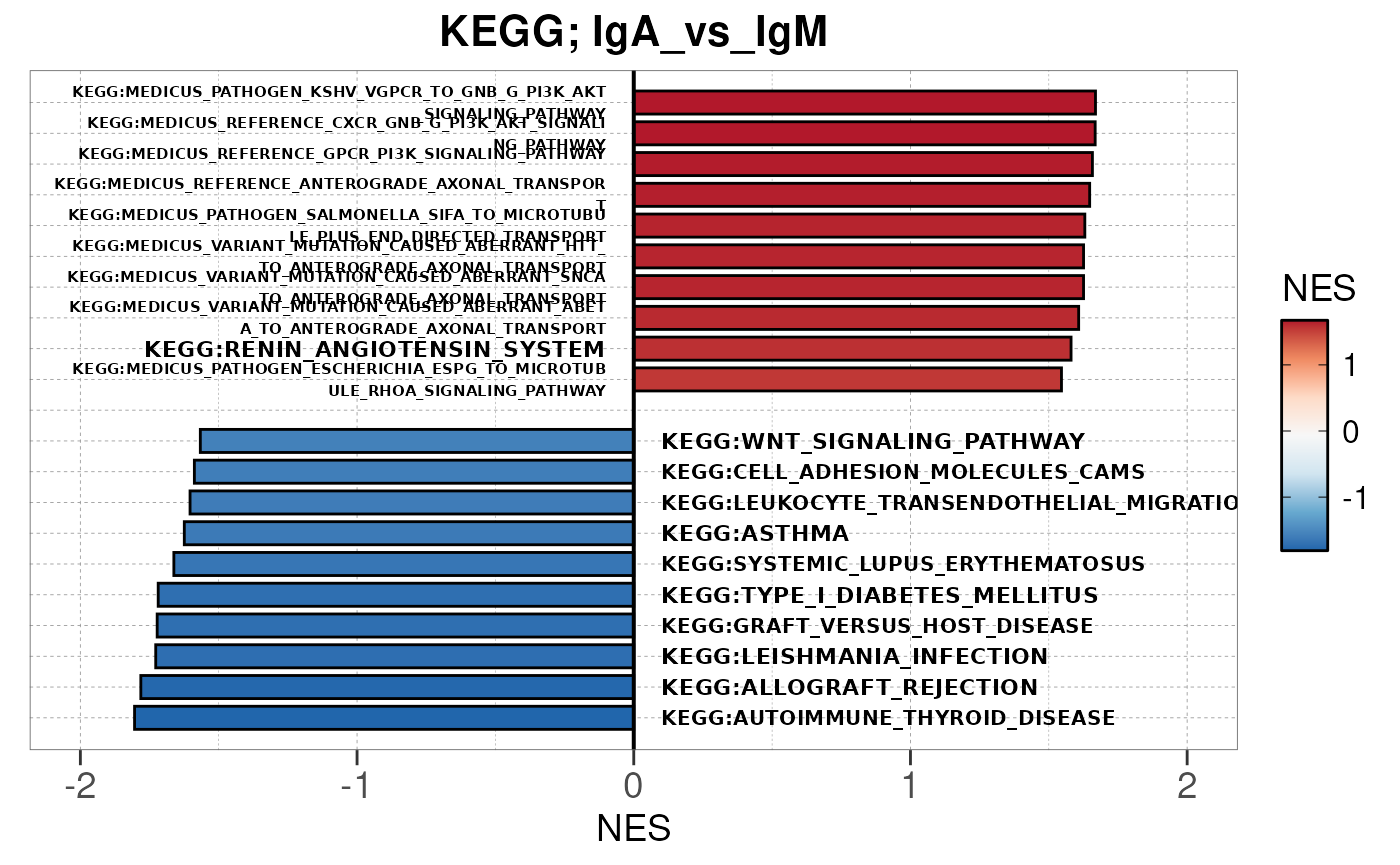 KEGG; IgA_vs_IgM
KEGG:MEDICUS_PATHOGEN_KSHV_VGPCR_TO_GNB_G_PI3K_AKT
SIGNALING_PATHWAY
KEGG:MEDICUS_REFERENCE_CXCR_GNB_G_PI3K_AKT_SIGNALI
NG_PATHWAY
KEGG:MEDICUS_REFERENCE_GPCR_PI3K_SIGNALING_PATHWAY
KEGG:MEDICUS_REFERENCE_ANTEROGRADE_AXONAL_TRANSPOR
T
KEGG:MEDICUS_PATHOGEN_SALMONELLA_SIFA_TO_MICROTUBU
LE_PLUS_END_DIRECTED_TRANSPORT
KEGG:MEDICUS_VARIANT_MUTATION_CAUSED_ABERRANT_HTT_
TO_ANTEROGRADE_AXONAL_TRANSPORT
KEGG:MEDICUS_VARIANT_MUTATION_CAUSED_ABERRANT_SNCA
_TO_ANTEROGRADE_AXONAL_TRANSPORT
KEGG:MEDICUS_VARIANT_MUTATION_CAUSED_ABERRANT_ABET
A_TO_ANTEROGRADE_AXONAL_TRANSPORT
KEGG:RENIN_ANGIOTENSIN_SYSTEM
KEGG:MEDICUS_PATHOGEN_ESCHERICHIA_ESPG_TO_MICROTUB
ULE_RHOA_SIGNALING_PATHWAY
KEGG:WNT_SIGNALING_PATHWAY
KEGG:CELL_ADHESION_MOLECULES_CAMS
KEGG:LEUKOCYTE_TRANSENDOTHELIAL_MIGRATIO
KEGG:ASTHMA
KEGG:SYSTEMIC_LUPUS_ERYTHEMATOSUS
KEGG:TYPE_I_DIABETES_MELLITUS
KEGG:GRAFT_VERSUS_HOST_DISEASE
KEGG:LEISHMANIA_INFECTION
KEGG:ALLOGRAFT_REJECTION
KEGG:AUTOIMMUNE_THYROID_DISEASE
-2 -1 0 1 2
NES
NES
1
0
-1